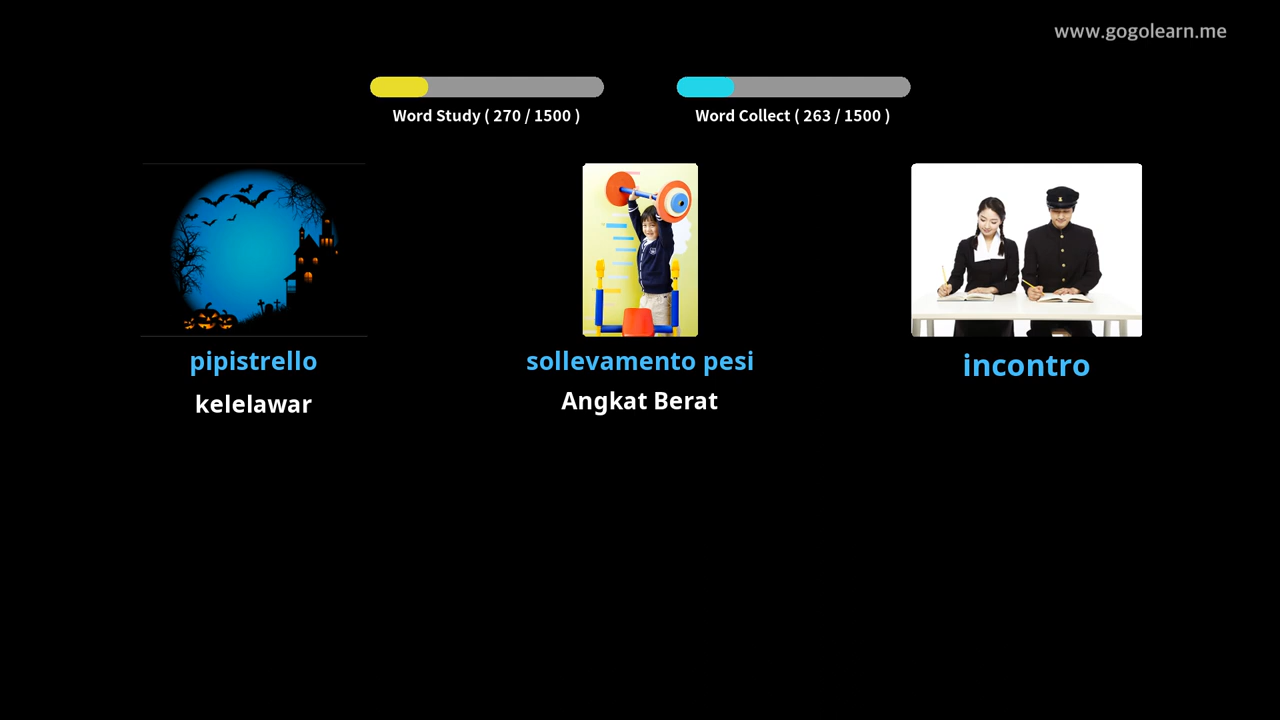 www.gogolearn.me
Word Study ( 270 / 1500 )
Word Collect ( 263 / 1500 )
pipistrello
sollevamento pesi
incontro
kelelawar
Angkat Berat